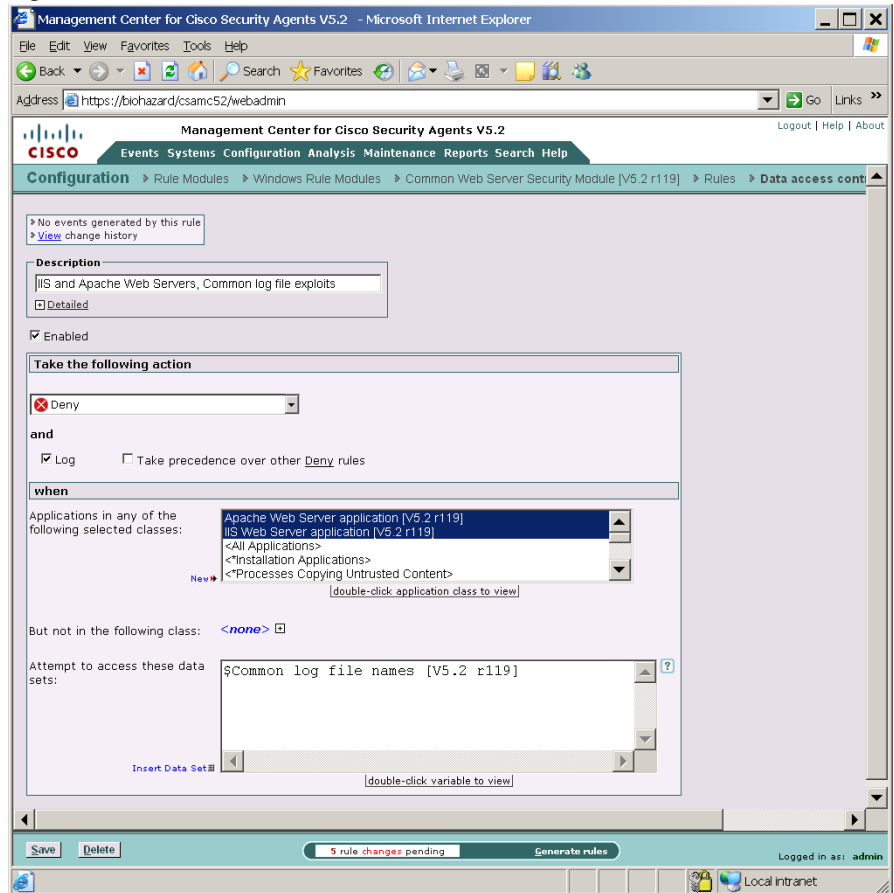 Management Center for Cisco Security Agents V5.2 - Microsoft Internet Explorer
File Edit View Favorites Tools Help
Back Search Favorites
Address https://biohazard/csamc52/webadmin Go Links »
Management Center for Cisco Security Agents V5.2 Logout | Help | About
CISCO Events Systems Configuration Analysis Maintenance Reports Search Help
Configuration > Rule Modules > Windows Rule Modules > Common Web Server Security Module [V5.2 r119] > Rules > Data access cont
No events generated by this rule
View change history
Description
IIS and Apache Web Servers, Common log file exploits
+ Detailed
Enabled
Take the following action
Deny
and
Log Take precedence over other Deny rules
when
Applications in any of the
following selected classes:
Apache Web Server application [V5.2 r119]
IIS Web Server application [V5.2 r119]
<All Applications>
<*Installation Applications>
<*Processes Copying Untrusted Content>
New
double-click application class to view
But not in the following class: <none> +
Attempt to access these data
sets:
$Common log file names [V5.2 r119] ?
Insert Data Set
double-click variable to view
Save Delete 5 rule changes pending Generate rules Logged in as: admin
Local intranet